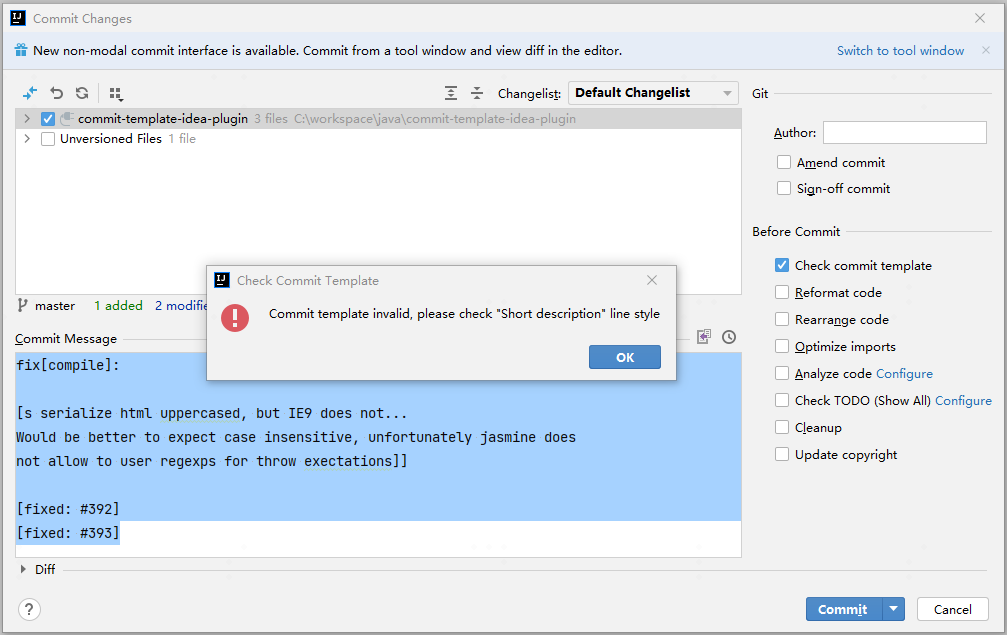 Commit Changes
New non-modal commit interface is available. Commit from a tool window and view diff in the editor.
Switch to tool window
Changelist: Default Changelist
commit-template-idea-plugin 3 files C:\workspace\java\commit-template-idea-plugin
Unversioned Files 1 file
master 1 added 2 modifie
Commit Message
fix[compile]:
[s serialize html uppercased, but IE9 does not...
Would be better to expect case insensitive, unfortunately jasmine does
not allow to user regexps for throw exectations]]
[fixed: #392]
[fixed: #393]
Diff
Check Commit Template
Commit template invalid, please check "Short description" line style
OK
Git
Author:
Amend commit
Sign-off commit
Before Commit
Check commit template
Reformat code
Rearrange code
Optimize imports
Analyze code Configure
Check TODO (Show All) Configure
Cleanup
Update copyright
?
Commit
Cancel